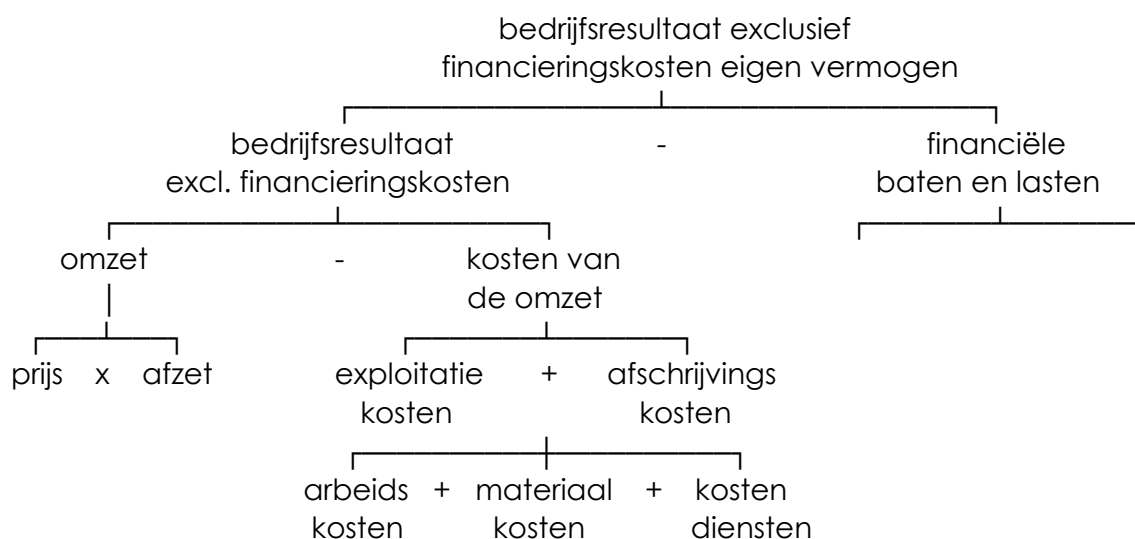 bedrijfsresultaat exclusief
financieringskosten eigen vermogen
bedrijfsresultaat - financiële
excl. financieringskosten baten en lasten
omzet - kosten van
de omzet
prijs x afzet exploitatie + afschrijvings
kosten kosten
arbeids + materiaal + kosten
kosten kosten diensten